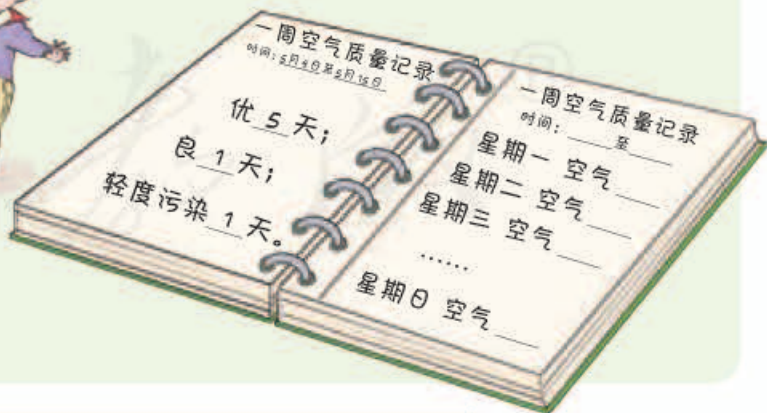 一周空气质量记录
时间：5月9日至5月15日
优 5 天；
良 1 天；
轻度污染 1 天。
一周空气质量记录
时间：____至____
星期一 空气____
星期二 空气____
星期三 空气____
……
星期日 空气____